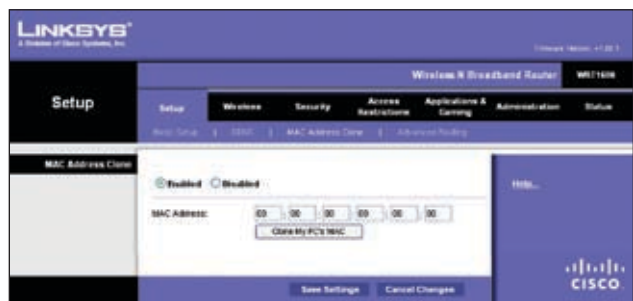 LINKSYS®
A Division of Cisco Systems, Inc.
Firmware Version:
Wireless-N Broadband Router
WRT160N
Setup
Setup Wireless Security Access Restrictions Applications & Gaming Administration Status
Basic Setup | DDNS | MAC Address Clone | Advanced Routing
MAC Address Clone
Enabled Disabled
Help...
MAC Address: 00 : 00 : 00 : 00 : 00 : 00
Clone My PC's MAC
Save Settings Cancel Changes
CISCO